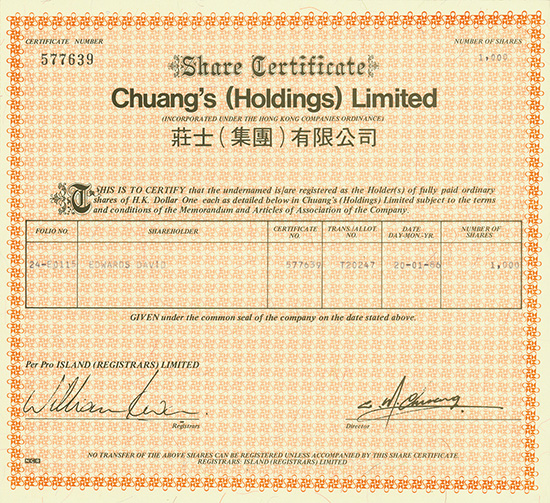 CERTIFICATE NUMBER
577639
NUMBER OF SHARES
1,000
Share Certificate
Chuang's (Holdings) Limited
(INCORPORATED UNDER THE HONG KONG COMPANIES ORDINANCE)
莊士(集團)有限公司
THIS IS TO CERTIFY that the undernamed is/are registered as the Holder(s) of fully paid ordinary
shares of H.K. Dollar One each as detailed below in Chuang's (Holdings) Limited subject to the terms
and conditions of the Memorandum and Articles of Association of the Company.
FOLIO NO. SHAREHOLDER CERTIFICATE NO. TRANS./ALLOT. NO. DATE DAY-MON.-YR. NUMBER OF SHARES
24-E0115 EDWARDS DAVID 577639 T20247 20-01-86 1,000
GIVEN under the common seal of the company on the date stated above.
Per Pro ISLAND (REGISTRARS) LIMITED
Registrars
Director
NO TRANSFER OF THE ABOVE SHARES CAN BE REGISTERED UNLESS ACCOMPANIED BY THIS SHARE CERTIFICATE.
REGISTRARS: ISLAND (REGISTRARS) LIMITED